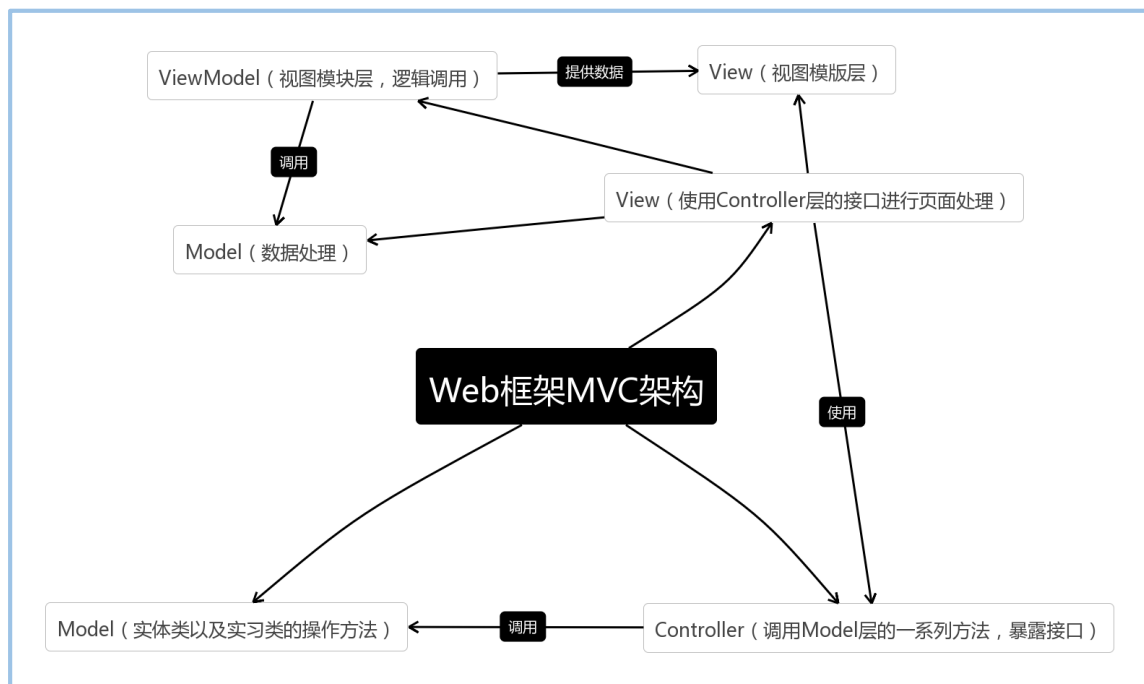 ViewModel（视图模块层，逻辑调用）
提供数据
View（视图模版层）
调用
View（使用Controller层的接口进行页面处理）
Model（数据处理）
Web框架MVC架构
使用
Model（实体类以及实习类的操作方法）
调用
Controller（调用Model层的一系列方法，暴露接口）